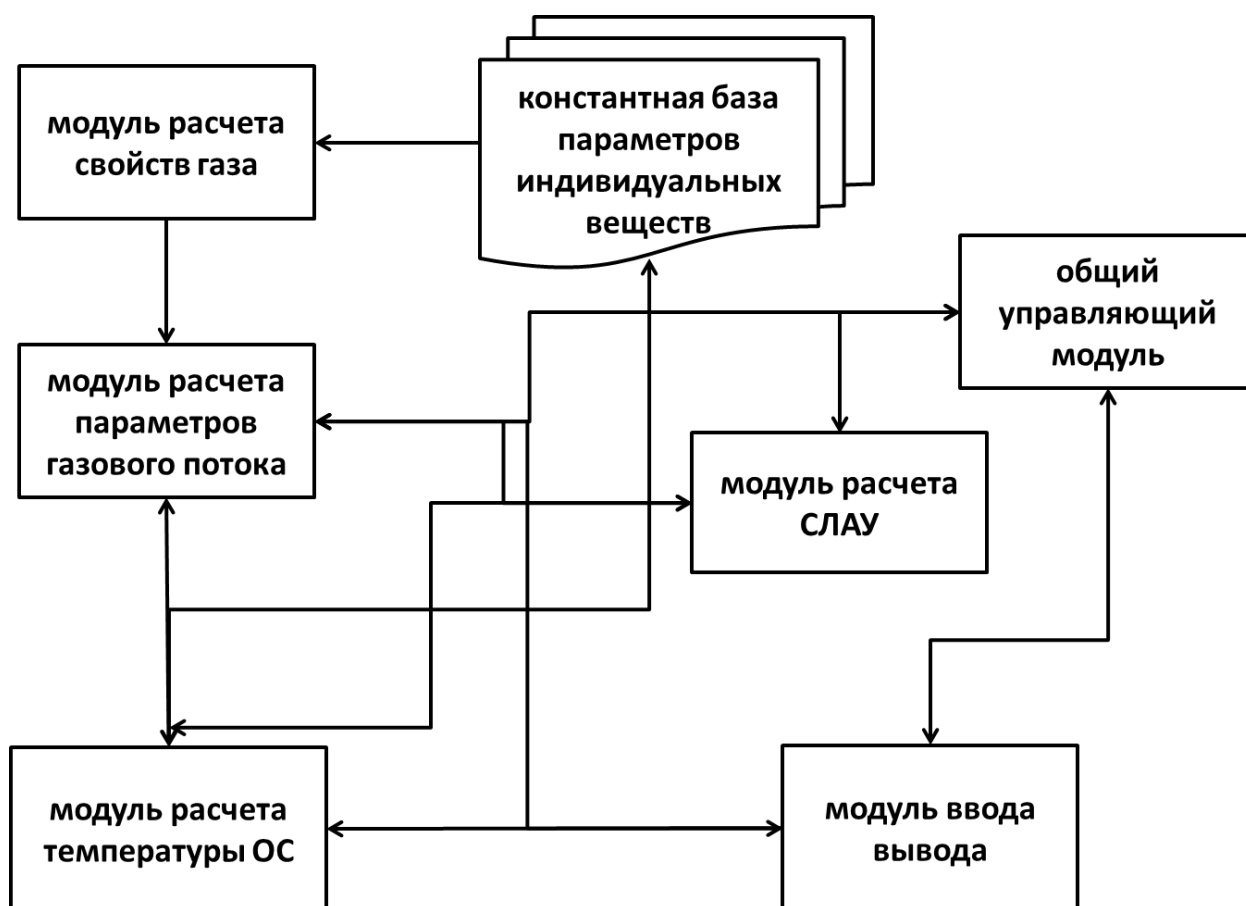 модуль расчета
свойств газа
константная база
параметров
индивидуальных
веществ
общий
управляющий
модуль
модуль расчета
параметров
газового потока
модуль расчета
СЛАУ
модуль расчета
температуры ОС
модуль ввода
вывода